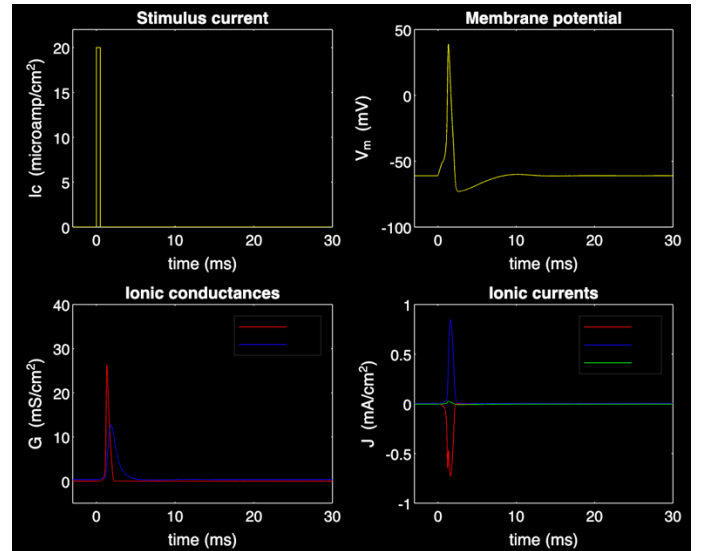 Stimulus current
20
15
10
5
0
0 10 20 30
Ic (microamp/cm²)
time (ms)
Membrane potential
50
0
-50
-100
0 10 20 30
Vₘ (mV)
time (ms)
Ionic conductances
40
30
20
10
0
0 10 20 30
G (mS/cm²)
time (ms)
Ionic currents
1
0.5
0
-0.5
-1
0 10 20 30
J (mA/cm²)
time (ms)